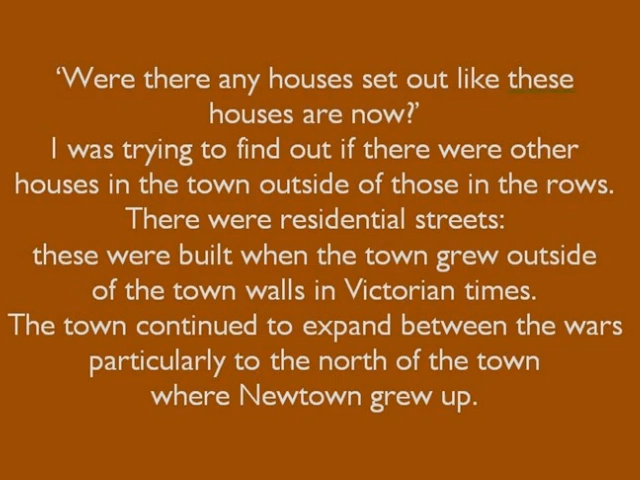 ‘Were there any houses set out like these
houses are now?’
I was trying to find out if there were other
houses in the town outside of those in the rows.
There were residential streets:
these were built when the town grew outside
of the town walls in Victorian times.
The town continued to expand between the wars
particularly to the north of the town
where Newtown grew up.